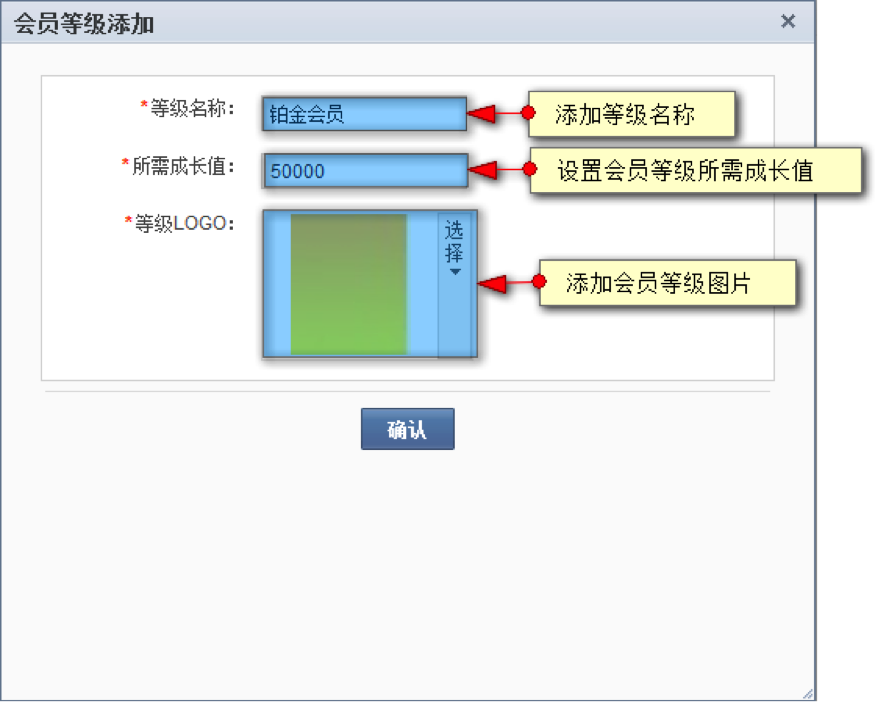 会员等级添加 ×
*等级名称： 铂金会员 添加等级名称
*所需成长值： 50000 设置会员等级所需成长值
*等级LOGO： 选择 添加会员等级图片
确认